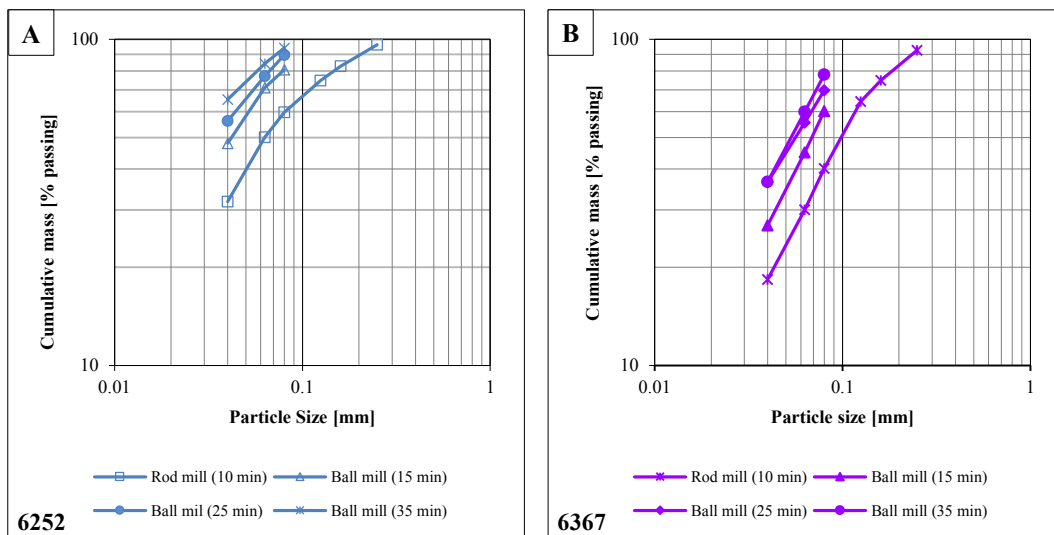 A
Cumulative mass [% passing]
100
10
0.01
0.1
1
Particle Size [mm]
Rod mill (10 min)
Ball mill (15 min)
Ball mil (25 min)
Ball mill (35 min)
6252
B
Cumulative mass [% passing]
100
10
0.01
0.1
1
Particle size [mm]
Rod mill (10 min)
Ball mill (15 min)
Ball mill (25 min)
Ball mill (35 min)
6367